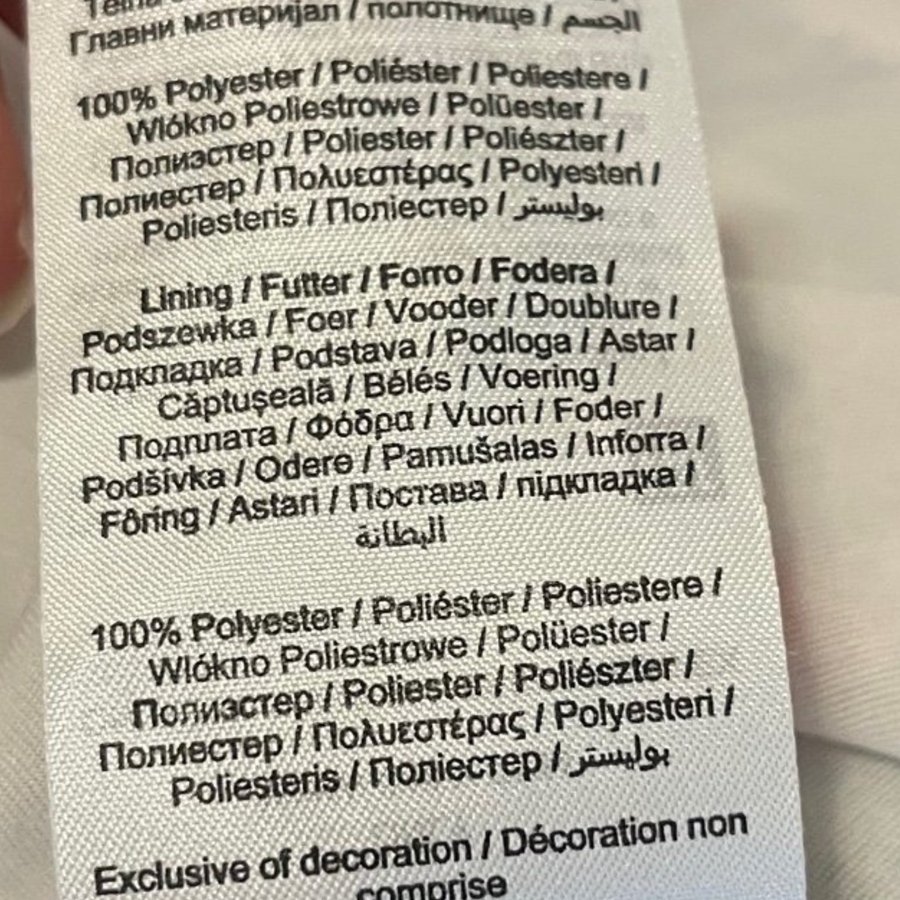 Главни материјал / полотнище / الجسم
100% Polyester / Poliéster / Poliestere /
Wlókno Poliestrowe / Polüester /
Полиэстер / Poliester / Poliészter /
Полиестер / Πολυεστέρας / Polyesteri /
Poliesteris / Поліестер / بوليستر
Lining / Futter / Forro / Fodera /
Podszewka / Foer / Vooder / Doublure /
Подкладка / Podstava / Podloga / Astar /
Căptuşeală / Bélés / Voering /
Подплата / Φόδρα / Vuori / Foder /
Podšívka / Odere / Pamušalas / Inforra /
Fôring / Astari / Постава / підкладка /
البطانة
100% Polyester / Poliéster / Poliestere /
Wlókno Poliestrowe / Polüester /
Полиэстер / Poliester / Poliészter /
Полиестер / Πολυεστέρας / Polyesteri /
Poliesteris / Поліестер / بوليستر
Exclusive of decoration / Décoration non
comprise